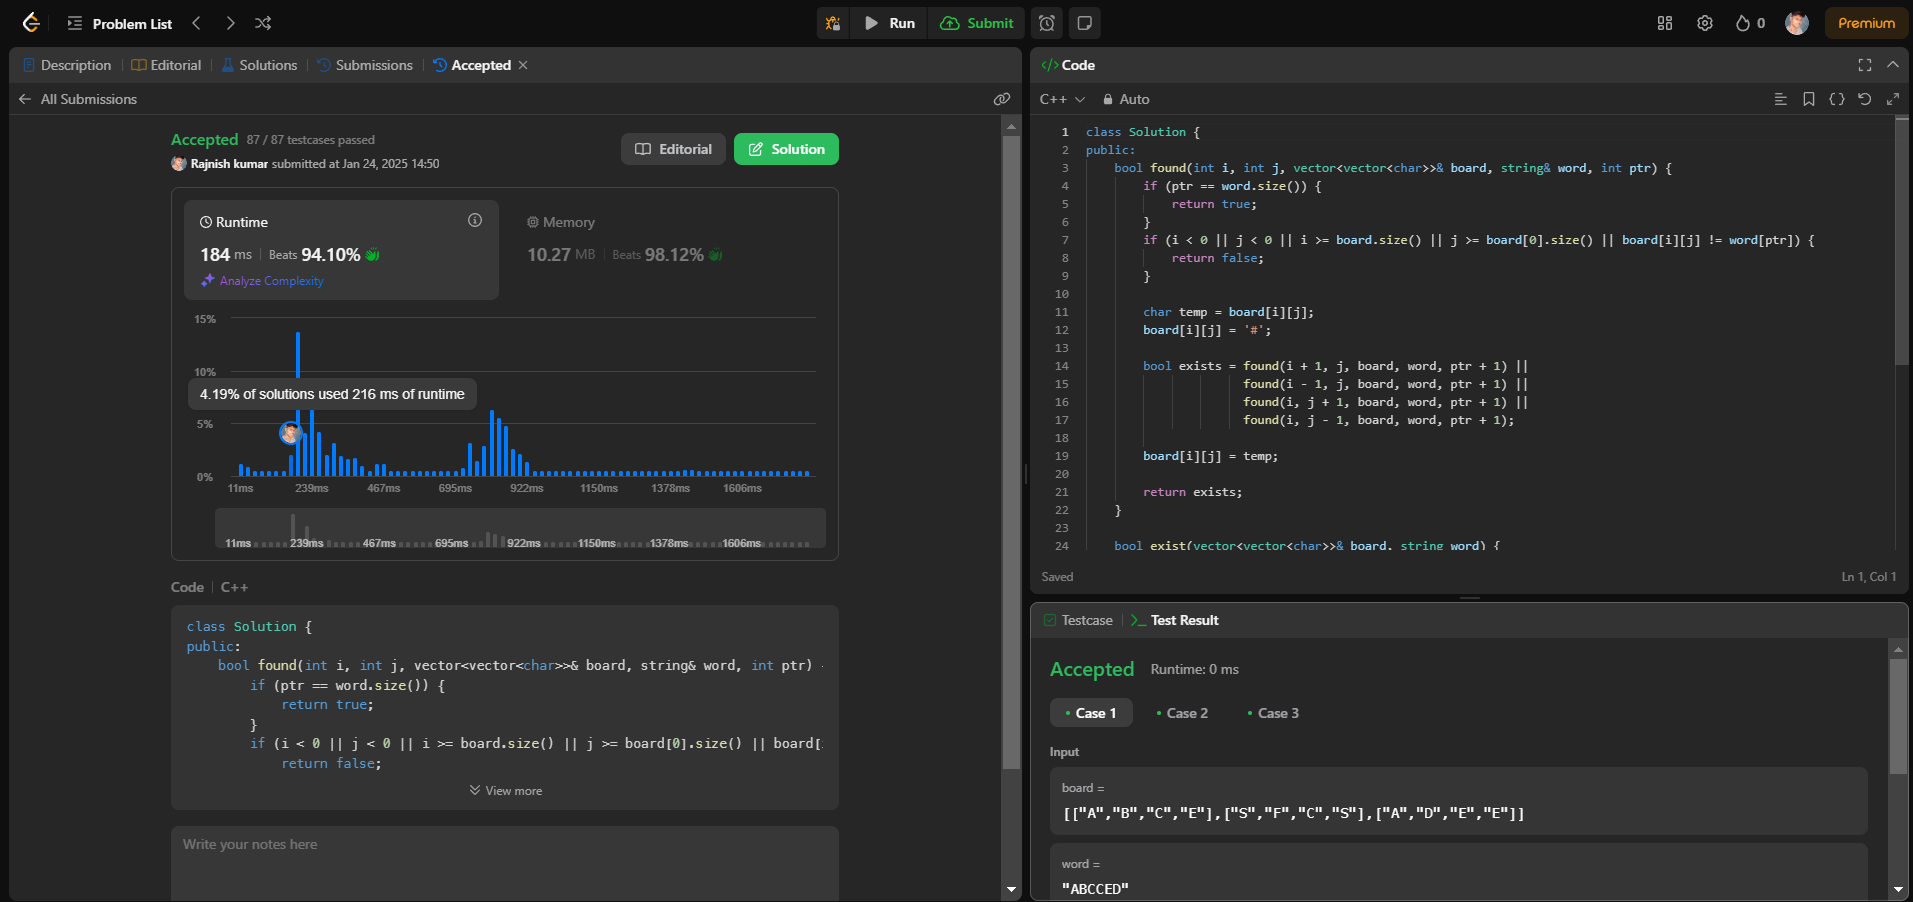 Problem List
Run
Submit
0
Premium
Description
Editorial
Solutions
Submissions
Accepted
All Submissions
Accepted 87 / 87 testcases passed
Rajnish kumar submitted at Jan 24, 2025 14:50
Editorial
Solution
Runtime
184 ms | Beats 94.10%
Analyze Complexity
Memory
10.27 MB | Beats 98.12%
15%
10%
4.19% of solutions used 216 ms of runtime
5%
0%
11ms 239ms 467ms 695ms 922ms 1150ms 1378ms 1606ms
11ms 239ms 467ms 695ms 922ms 1150ms 1378ms 1606ms
Code | C++
class Solution {
public:
bool found(int i, int j, vector<vector<char>>& board, string& word, int ptr)
if (ptr == word.size()) {
return true;
}
if (i < 0 || j < 0 || i >= board.size() || j >= board[0].size() || board[
return false;
View more
Write your notes here
</> Code
C++ Auto
1 class Solution {
2 public:
3 bool found(int i, int j, vector<vector<char>>& board, string& word, int ptr) {
4 if (ptr == word.size()) {
5 return true;
6 }
7 if (i < 0 || j < 0 || i >= board.size() || j >= board[0].size() || board[i][j] != word[ptr]) {
8 return false;
9 }
10
11 char temp = board[i][j];
12 board[i][j] = '#';
13
14 bool exists = found(i + 1, j, board, word, ptr + 1) ||
15 found(i - 1, j, board, word, ptr + 1) ||
16 found(i, j + 1, board, word, ptr + 1) ||
17 found(i, j - 1, board, word, ptr + 1);
18
19 board[i][j] = temp;
20
21 return exists;
22 }
23
24 bool exist(vector<vector<char>>& board, string word) {
Saved
Ln 1, Col 1
Testcase
Test Result
Accepted Runtime: 0 ms
Case 1
Case 2
Case 3
Input
board =
[["A","B","C","E"],["S","F","C","S"],["A","D","E","E"]]
word =
"ABCCED"